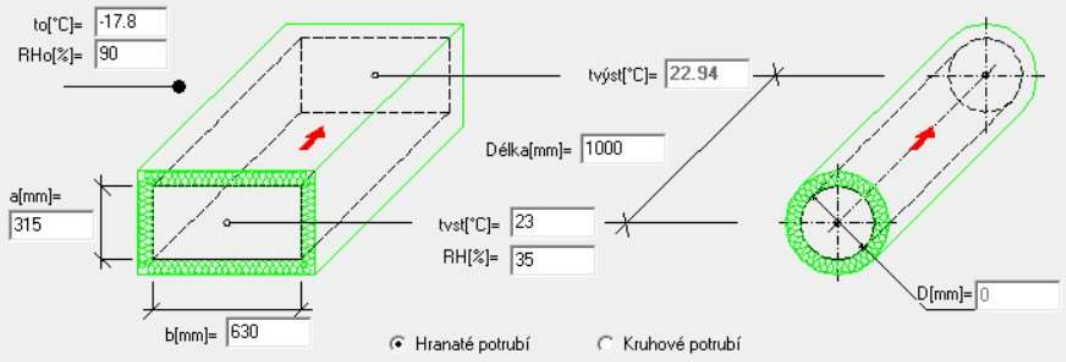 to[°C]= -17.8
RHo[%]= 90
tvýst[°C]= 22.94
Délka[mm]= 1000
a[mm]=
315
tvst[°C]= 23
RH[%]= 35
D[mm]= 0
b[mm]= 630
Hranaté potrubí
Kruhové potrubí